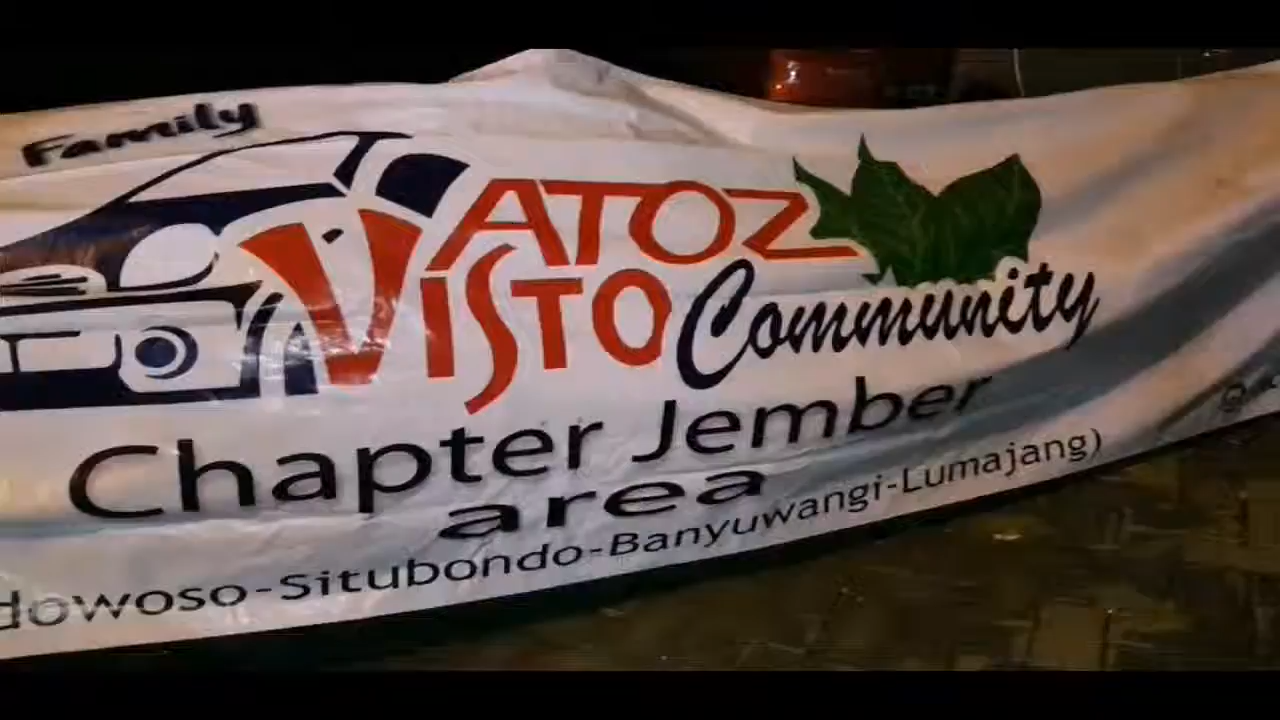 Family
ATOZ
VISTO Community
Chapter Jember
area
dowoso-Situbondo-Banyuwangi-Lumajang)